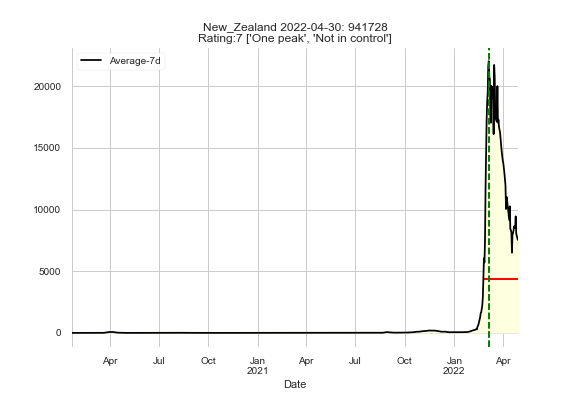 New_Zealand 2022-04-30: 941728
Rating:7 ['One peak', 'Not in control']
Average-7d
20000
15000
10000
5000
0
Apr Jul Oct Jan Apr Jul Oct Jan Apr
2021 2022
Date